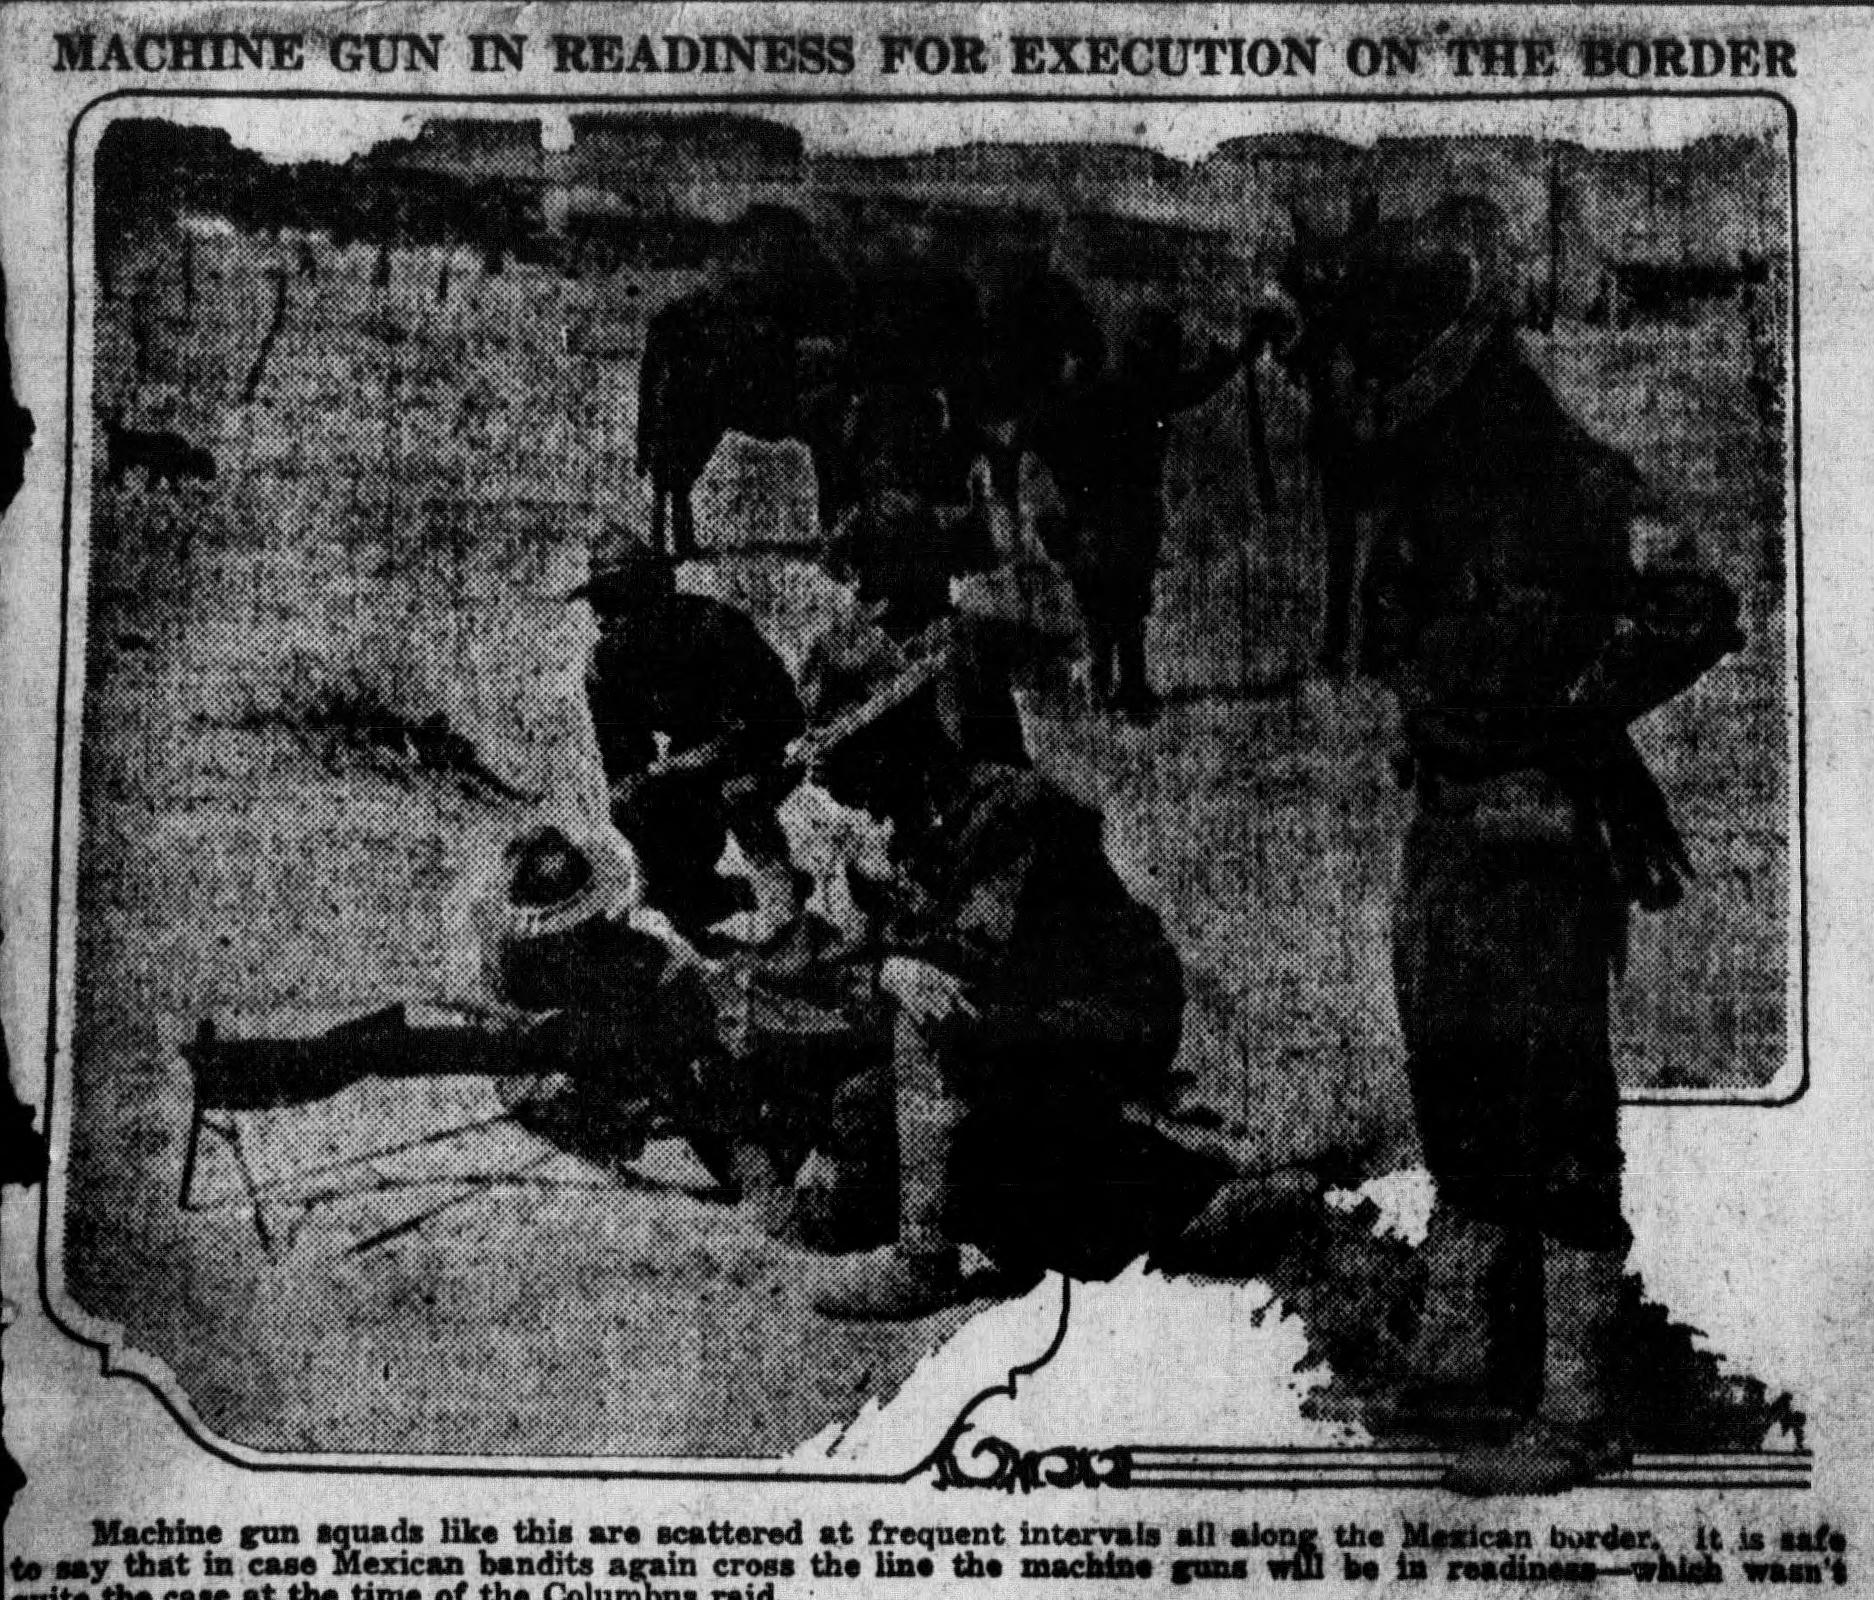 MACHINE GUN IN READINESS FOR EXECUTION ON THE BORDER
Machine gun squads like this are scattered at frequent intervals all along the Mexican border. It is safe
to say that in case Mexican bandits again cross the line the machine guns will be in readiness—which wasn't
quite the case at the time of the Columbus raid.